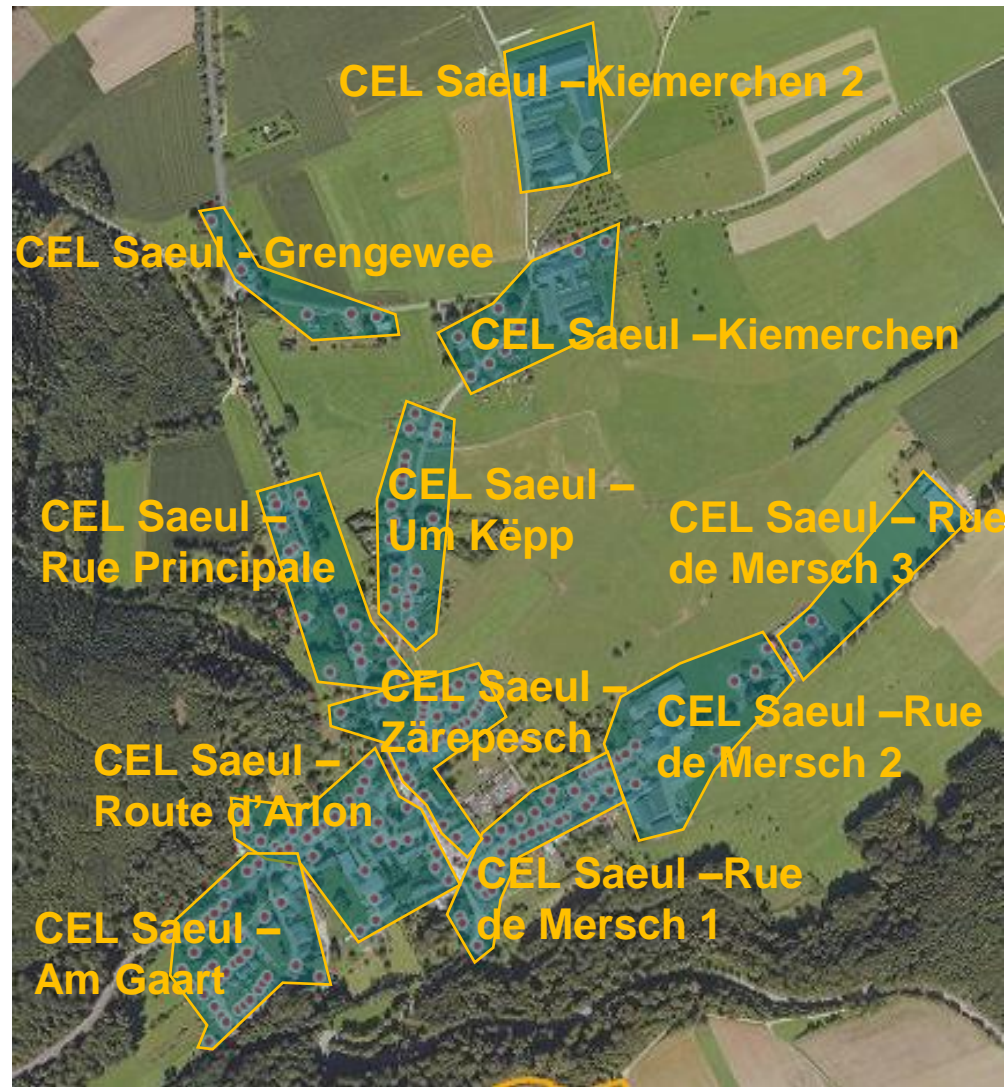 CEL Saeul –Kiemerchen 2
CEL Saeul - Grengewee
CEL Saeul –Kiemerchen
CEL Saeul –
Um Këpp
CEL Saeul –
Rue Principale
CEL Saeul – Rue
de Mersch 3
CEL Saeul –
Zärepesch
CEL Saeul –Rue
de Mersch 2
CEL Saeul –
Route d’Arlon
CEL Saeul –Rue
de Mersch 1
CEL Saeul –
Am Gaart